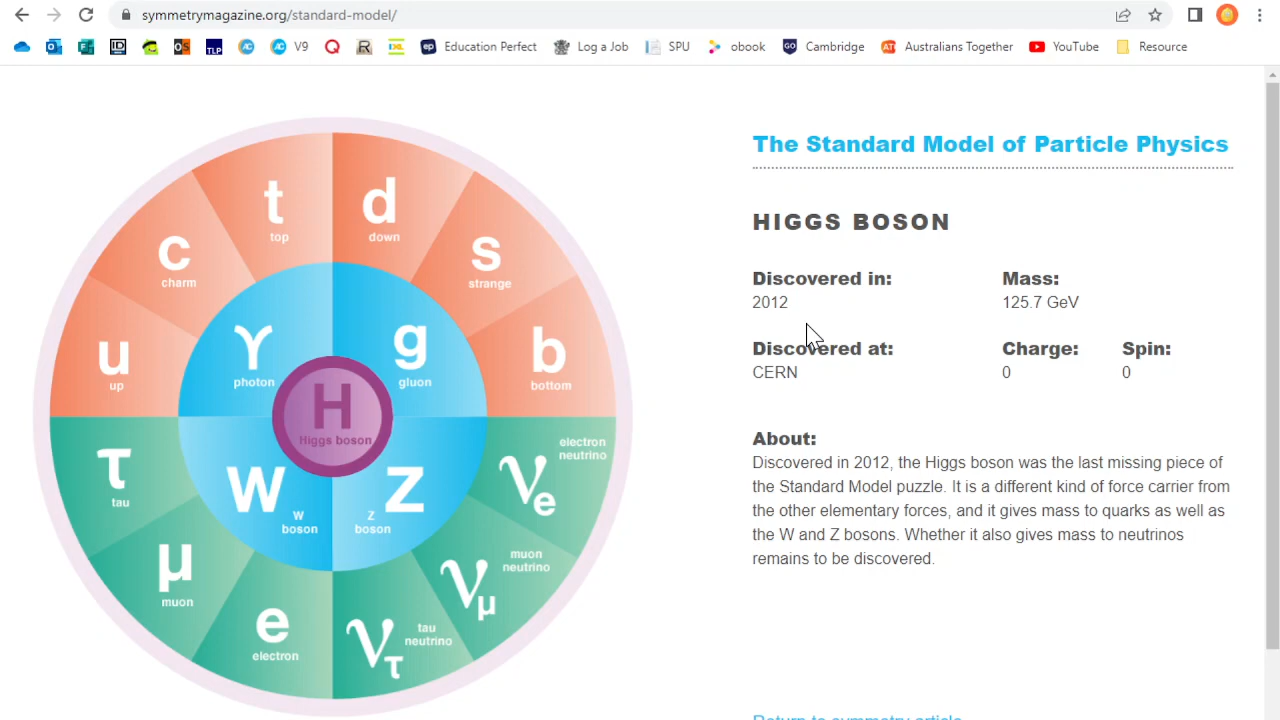 symmetrymagazine.org/standard-model/
V9
Education Perfect
Log a Job
SPU
obook
Cambridge
Australians Together
YouTube
Resource
The Standard Model of Particle Physics
HIGGS BOSON
Discovered in:
2012
Mass:
125.7 GeV
Discovered at:
CERN
Charge:
0
Spin:
0
About:
Discovered in 2012, the Higgs boson was the last missing piece of
the Standard Model puzzle. It is a different kind of force carrier from
the other elementary forces, and it gives mass to quarks as well as
the W and Z bosons. Whether it also gives mass to neutrinos
remains to be discovered.
Return to symmetry article
t
top
d
down
c
charm
s
strange
u
up
γ
photon
g
gluon
b
bottom
H
Higgs boson
τ
tau
W
W
boson
Z
Z
boson
νe
electron
neutrino
μ
muon
νμ
muon
neutrino
e
electron
ντ
tau
neutrino